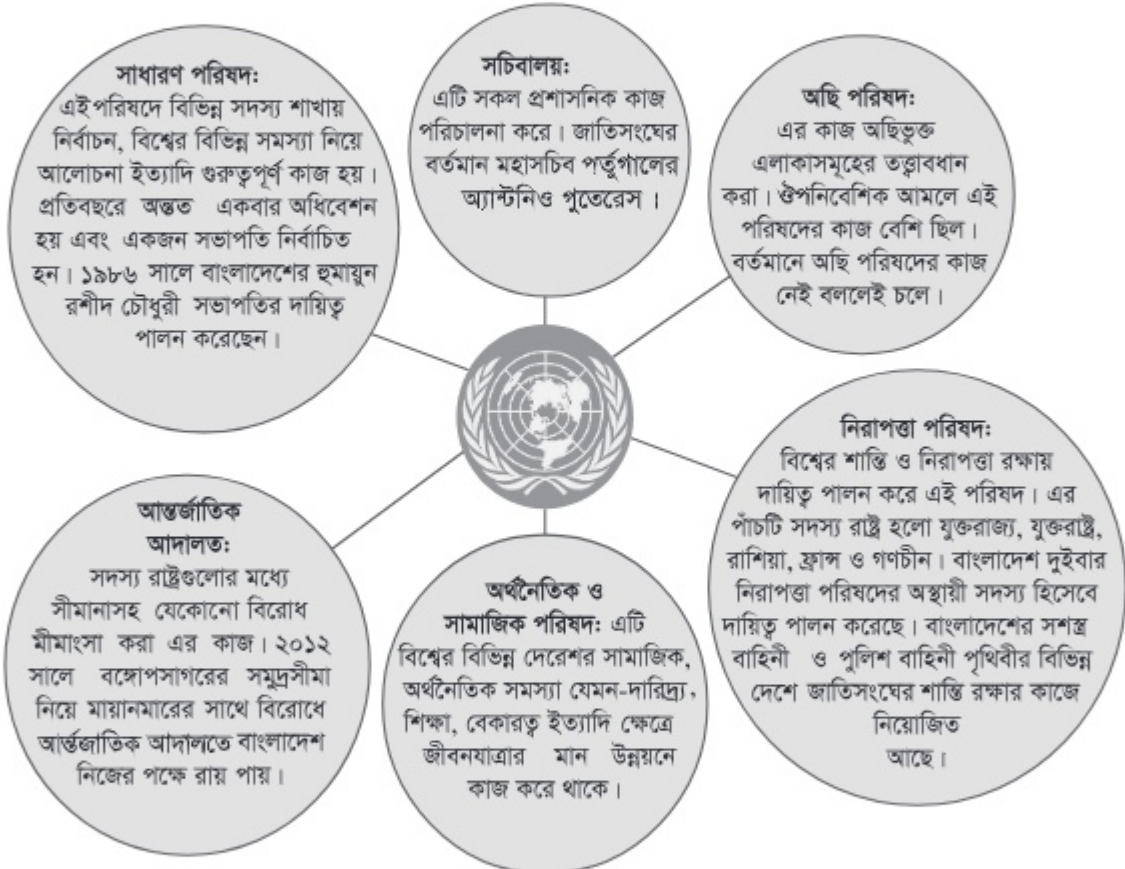 সাধারণ পরিষদ:
এইপরিষদে বিভিন্ন সদস্য শাখায়
নির্বাচন, বিশ্বের বিভিন্ন সমস্যা নিয়ে
আলোচনা ইত্যাদি গুরুত্বপূর্ণ কাজ হয়।
প্রতিবছরে অন্তত একবার অধিবেশন
হয় এবং একজন সভাপতি নির্বাচিত
হন। ১৯৮৬ সালে বাংলাদেশের হুমায়ুন
রশীদ চৌধুরী সভাপতির দায়িত্ব
পালন করেছেন।
সচিবালয়:
এটি সকল প্রশাসনিক কাজ
পরিচালনা করে। জাতিসংঘের
বর্তমান মহাসচিব পর্তুগালের
অ্যান্টনিও গুতেরেস ।
অছি পরিষদ:
এর কাজ অছিভুক্ত
এলাকাসমূহের তত্ত্বাবধান
করা। ঔপনিবেশিক আমলে এই
পরিষদের কাজ বেশি ছিল।
বর্তমানে অছি পরিষদের কাজ
নেই বললেই চলে।
আন্তর্জাতিক
আদালত:
সদস্য রাষ্ট্রগুলোর মধ্যে
সীমানাসহ যেকোনো বিরোধ
মীমাংসা করা এর কাজ। ২০১২
সালে বঙ্গোপসাগরের সমুদ্রসীমা
নিয়ে মায়ানমারের সাথে বিরোধে
আর্ন্তজাতিক আদালতে বাংলাদেশ
নিজের পক্ষে রায় পায়।
অর্থনৈতিক ও
সামাজিক পরিষদ: এটি
বিশ্বের বিভিন্ন দেরেশর সামাজিক,
অর্থনৈতিক সমস্যা যেমন-দারিদ্র্য,
শিক্ষা, বেকারত্ব ইত্যাদি ক্ষেত্রে
জীবনযাত্রার মান উন্নয়নে
কাজ করে থাকে।
নিরাপত্তা পরিষদ:
বিশ্বের শান্তি ও নিরাপত্তা রক্ষায়
দায়িত্ব পালন করে এই পরিষদ। এর
পাঁচটি সদস্য রাষ্ট্র হলো যুক্তরাজ্য, যুক্তরাষ্ট্র,
রাশিয়া, ফ্রান্স ও গণচীন। বাংলাদেশ দুইবার
নিরাপত্তা পরিষদের অস্থায়ী সদস্য হিসেবে
দায়িত্ব পালন করেছে। বাংলাদেশের সশস্ত্র
বাহিনী ও পুলিশ বাহিনী পৃথিবীর বিভিন্ন
দেশে জাতিসংঘের শান্তি রক্ষার কাজে
নিয়োজিত
আছে।